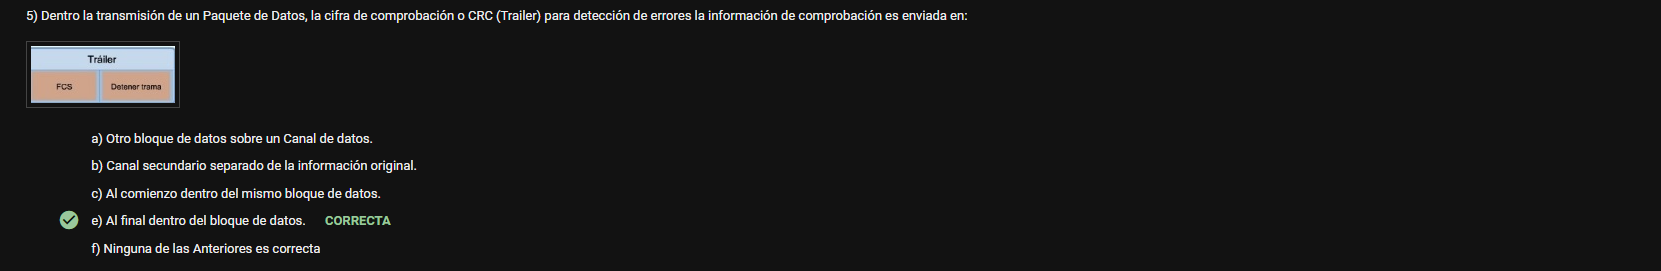 5) Dentro la transmisión de un Paquete de Datos, la cifra de comprobación o CRC (Trailer) para detección de errores la información de comprobación es enviada en:
Tráiler
FCS
Detener trama
a) Otro bloque de datos sobre un Canal de datos.
b) Canal secundario separado de la información original.
c) Al comienzo dentro del mismo bloque de datos.
e) Al final dentro del bloque de datos. CORRECTA
f) Ninguna de las Anteriores es correcta